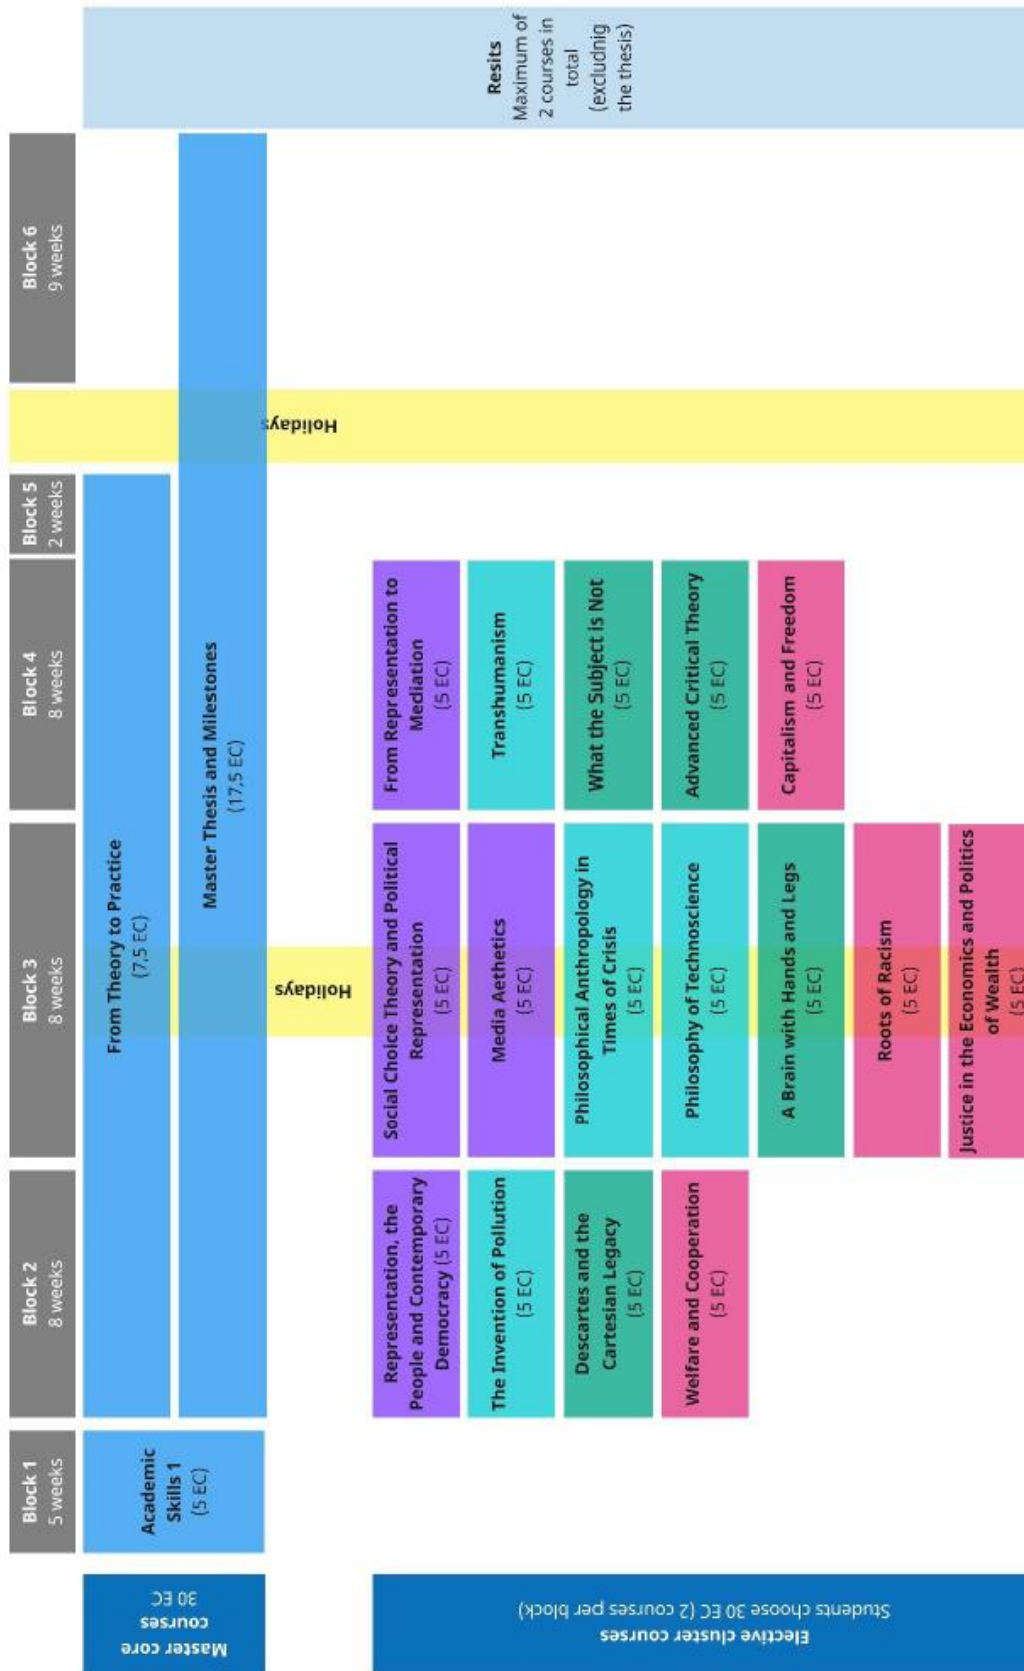 Block 1
5 weeks
Block 2
8 weeks
Block 3
8 weeks
Block 4
8 weeks
Block 5
2 weeks
Block 6
9 weeks
Master core
courses
30 EC
Academic
Skills 1
(5 EC)
From Theory to Practice
(7,5 EC)
Master Thesis and Milestones
(17,5 EC)
Holidays
Holidays
Resits
Maximum of
2 courses in
total
(excludnig
the thesis)
Elective cluster courses
Students choose 30 EC (2 courses per block)
Representation, the
People and Contemporary
Democracy (5 EC)
The Invention of Pollution
(5 EC)
Descartes and the
Cartesian Legacy
(5 EC)
Welfare and Cooperation
(5 EC)
Social Choice Theory and Political
Representation
(5 EC)
Media Aethetics
(5 EC)
Philosophical Anthropology in
Times of Crisis
(5 EC)
Philosophy of Technoscience
(5 EC)
A Brain with Hands and Legs
(5 EC)
Roots of Racism
(5 EC)
Justice in the Economics and Politics
of Wealth
(5 EC)
From Representation to
Mediation
(5 EC)
Transhumanism
(5 EC)
What the Subject is Not
(5 EC)
Advanced Critical Theory
(5 EC)
Capitalism and Freedom
(5 EC)